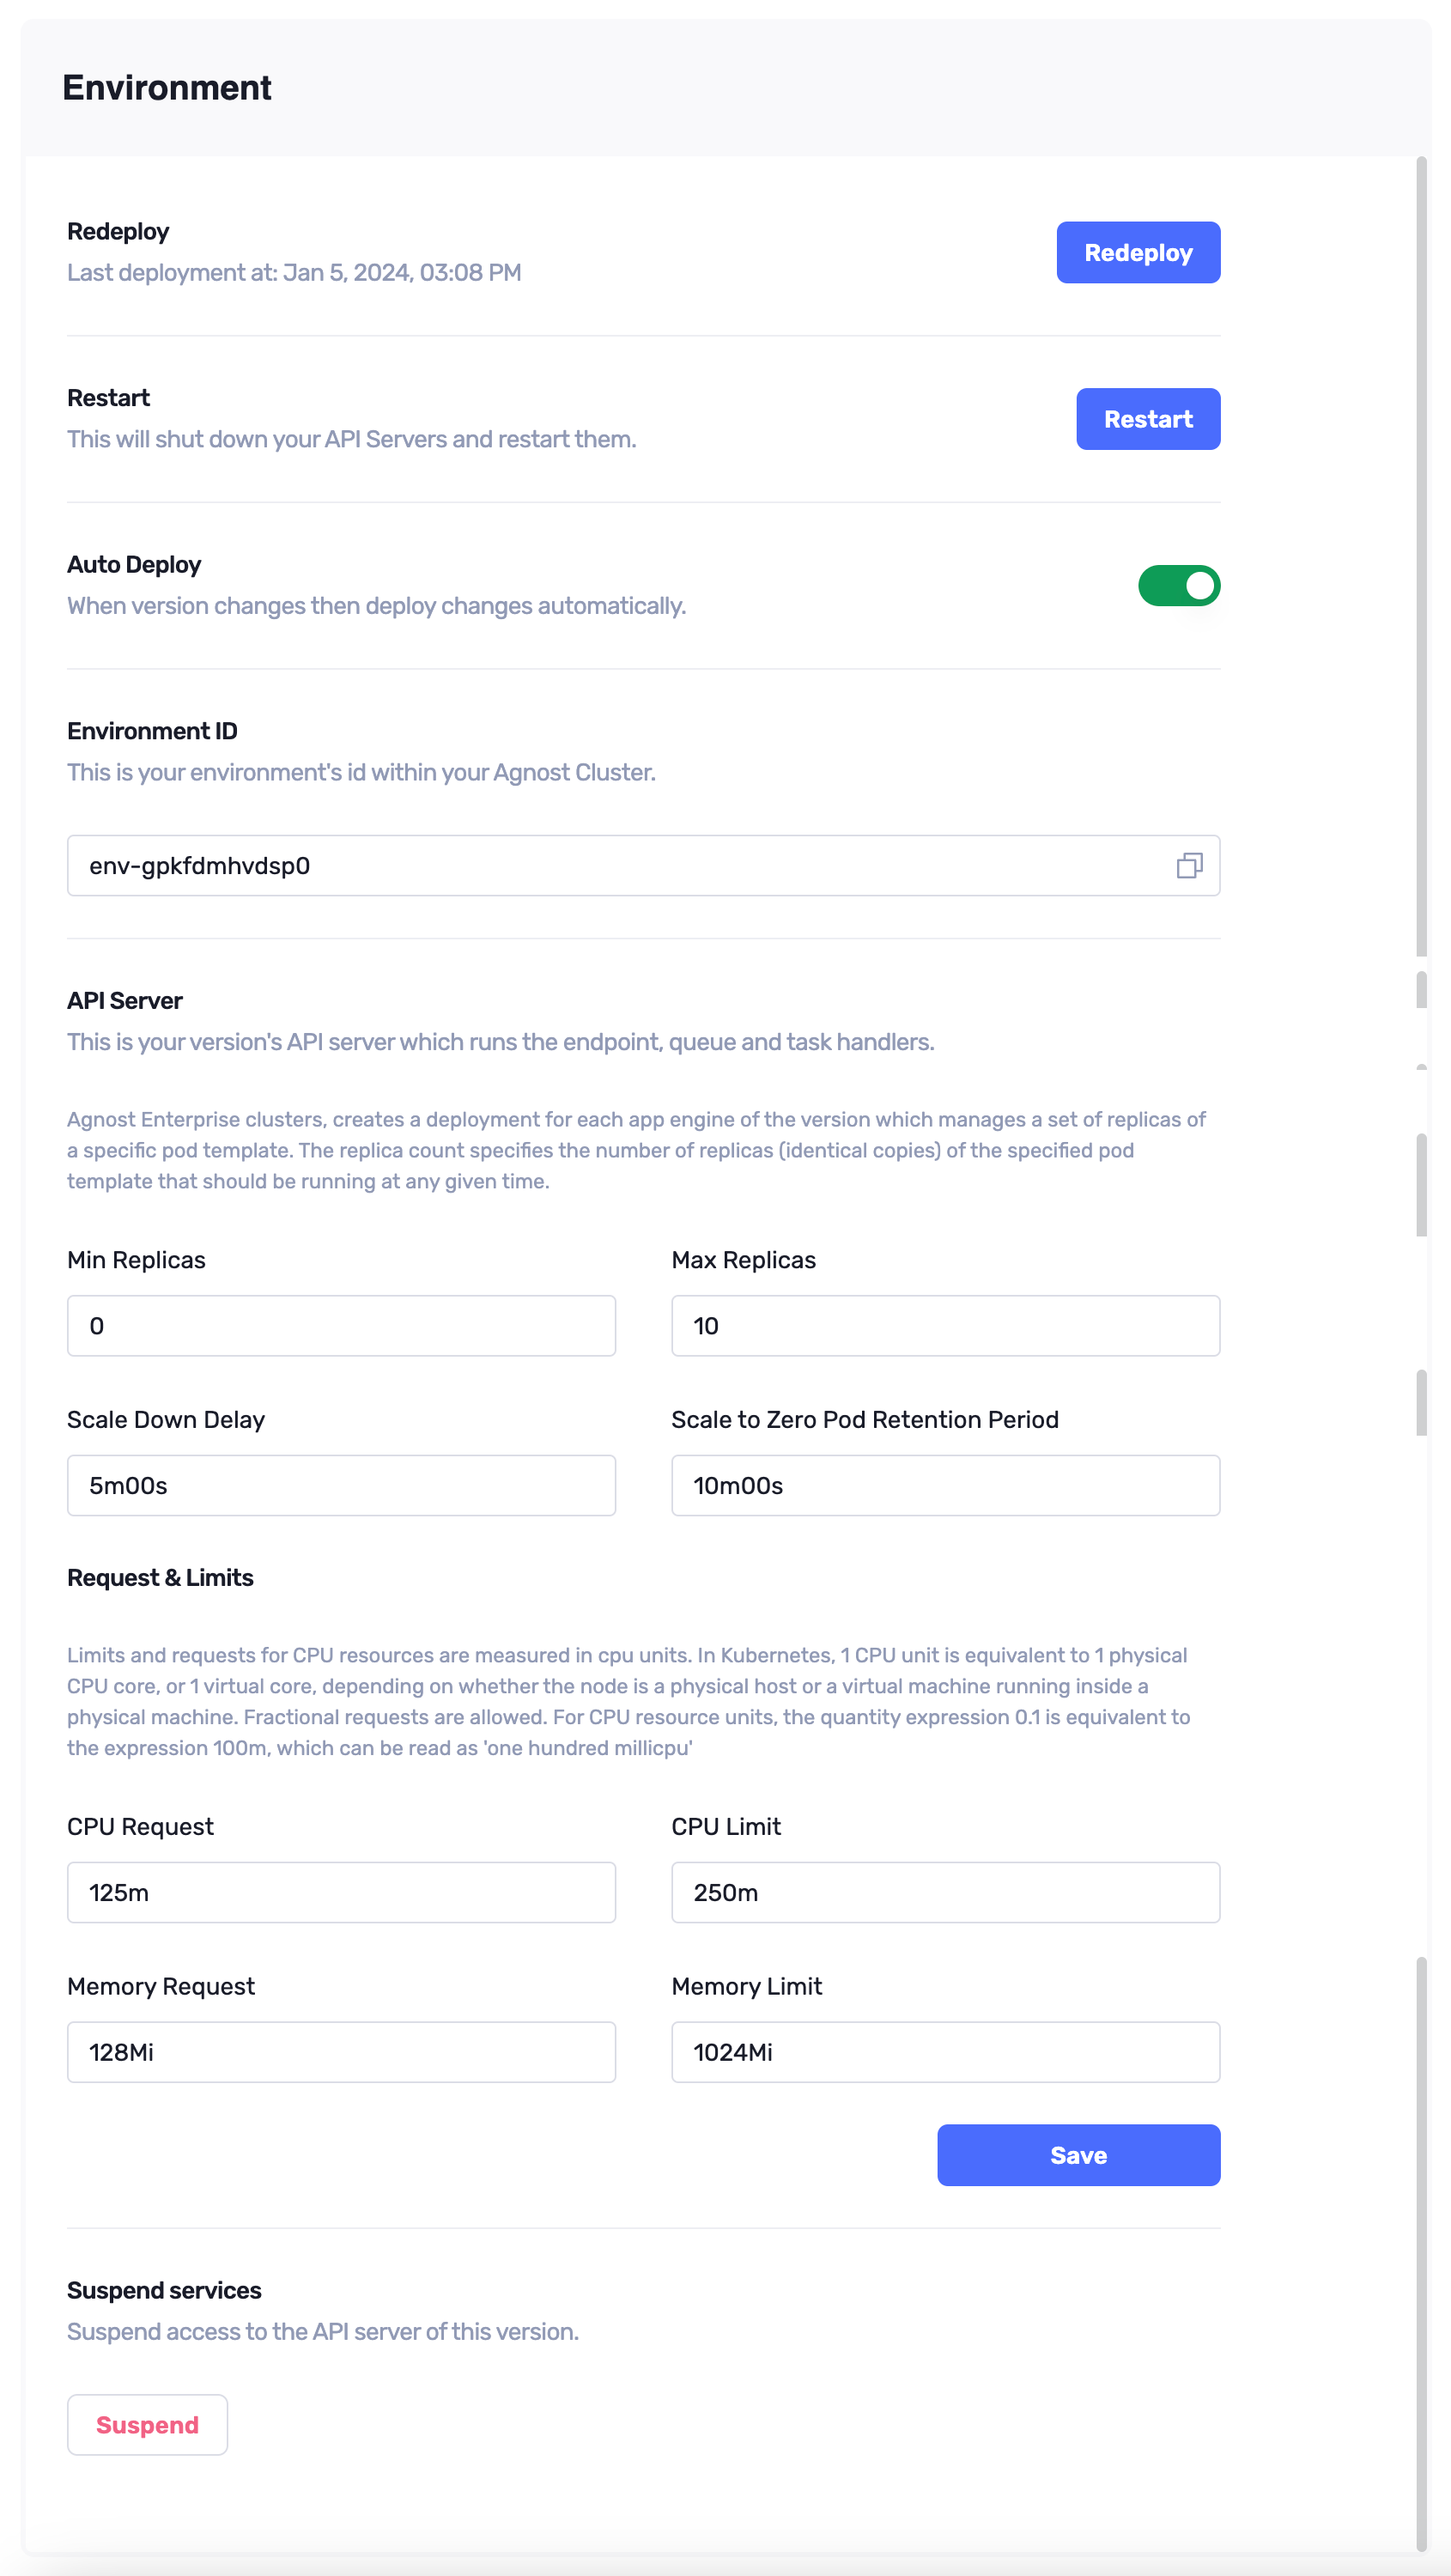 Environment
Redeploy
Last deployment at: Jan 5, 2024, 03:08 PM
Redeploy
Restart
This will shut down your API Servers and restart them.
Restart
Auto Deploy
When version changes then deploy changes automatically.
Environment ID
This is your environment's id within your Agnost Cluster.
env-gpkfdmhvdsp0
API Server
This is your version's API server which runs the endpoint, queue and task handlers.
Agnost Enterprise clusters, creates a deployment for each app engine of the version which manages a set of replicas of
a specific pod template. The replica count specifies the number of replicas (identical copies) of the specified pod
template that should be running at any given time.
Min Replicas
Max Replicas
0
10
Scale Down Delay
Scale to Zero Pod Retention Period
5m00s
10m00s
Request & Limits
Limits and requests for CPU resources are measured in cpu units. In Kubernetes, 1 CPU unit is equivalent to 1 physical
CPU core, or 1 virtual core, depending on whether the node is a physical host or a virtual machine running inside a
physical machine. Fractional requests are allowed. For CPU resource units, the quantity expression 0.1 is equivalent to
the expression 100m, which can be read as 'one hundred millicpu'
CPU Request
CPU Limit
125m
250m
Memory Request
Memory Limit
128Mi
1024Mi
Save
Suspend services
Suspend access to the API server of this version.
Suspend